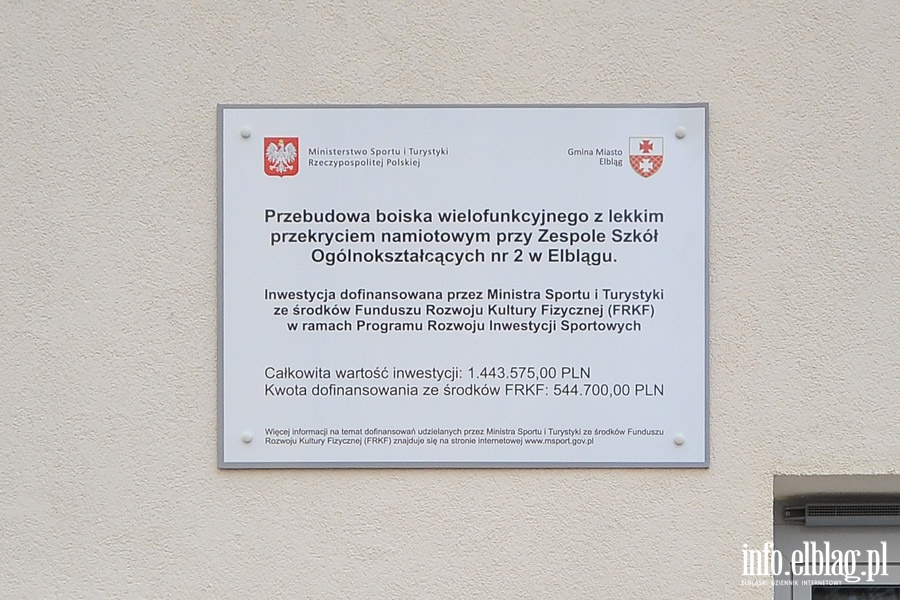 Ministerstwo Sportu i Turystyki
Rzeczypospolitej Polskiej
Gmina Miasto
Elbląg
Przebudowa boiska wielofunkcyjnego z lekkim
przekryciem namiotowym przy Zespole Szkół
Ogólnokształcących nr 2 w Elblągu.
Inwestycja dofinansowana przez Ministra Sportu i Turystyki
ze środków Funduszu Rozwoju Kultury Fizycznej (FRKF)
w ramach Programu Rozwoju Inwestycji Sportowych
Całkowita wartość inwestycji: 1.443.575,00 PLN
Kwota dofinansowania ze środków FRKF: 544.700,00 PLN
Więcej informacji na temat dofinansowań udzielanych przez Ministra Sportu i Turystyki ze środków Funduszu
Rozwoju Kultury Fizycznej (FRKF) znajduje się na stronie internetowej www.msport.gov.pl
info.elblag.pl
ELBLĄSKI DZIENNIK INTERNETOWY